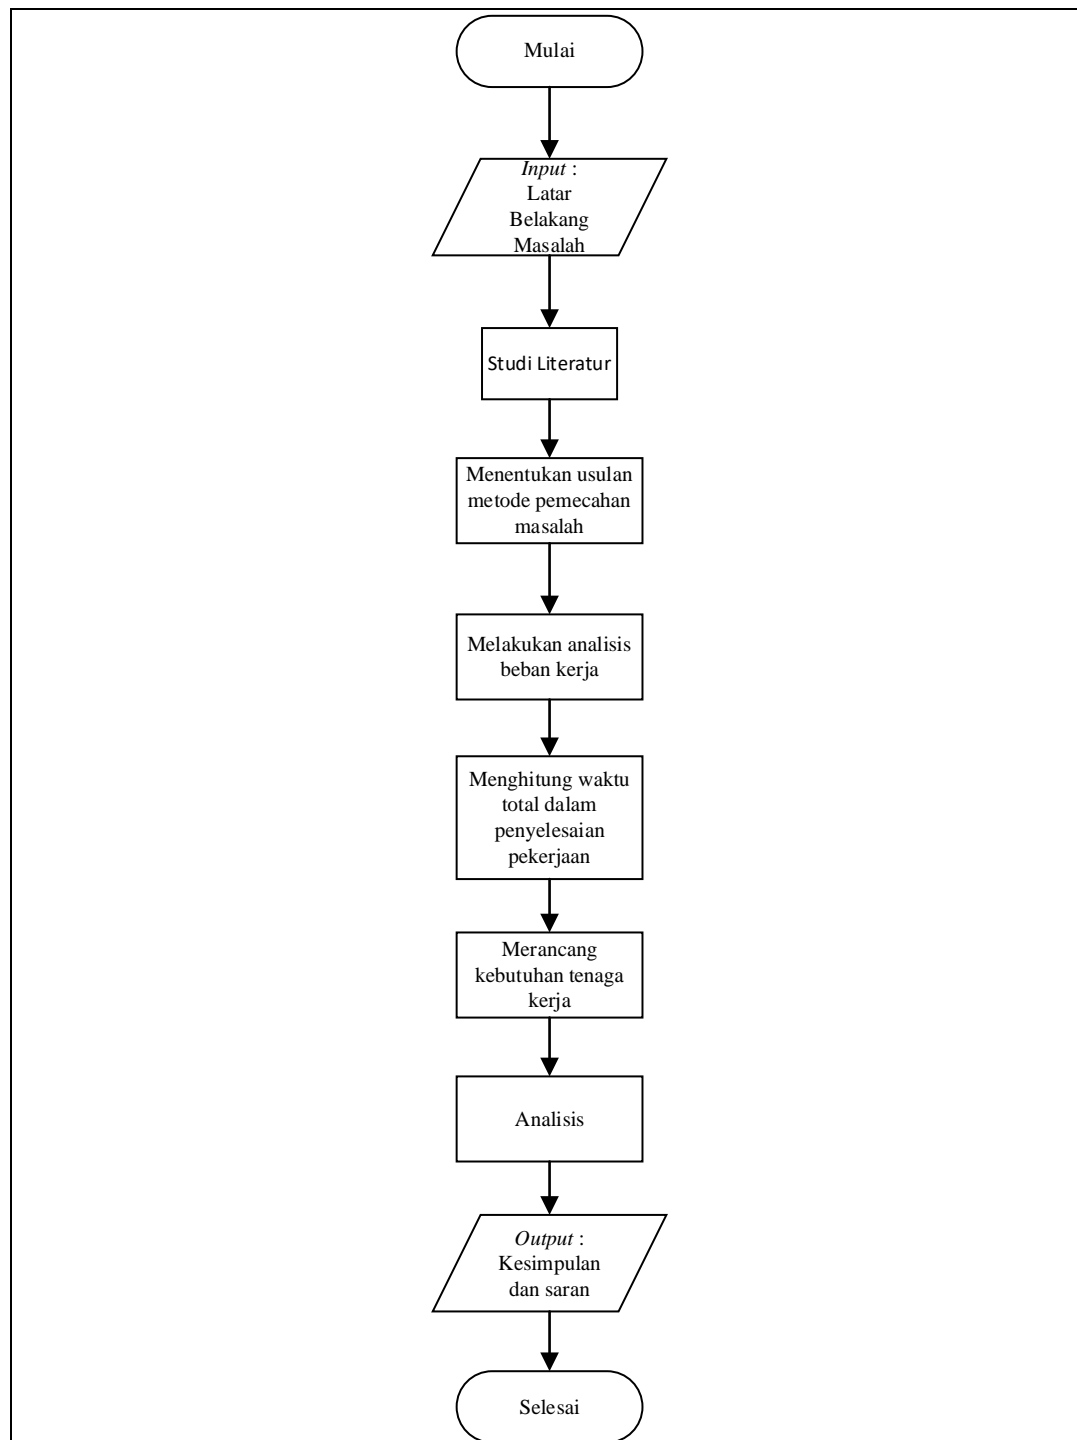 Mulai
Input :
Latar
Belakang
Masalah
Studi Literatur
Menentukan usulan
metode pemecahan
masalah
Melakukan analisis
beban kerja
Menghitung waktu
total dalam
penyelesaian
pekerjaan
Merancang
kebutuhan tenaga
kerja
Analisis
Output :
Kesimpulan
dan saran
Selesai